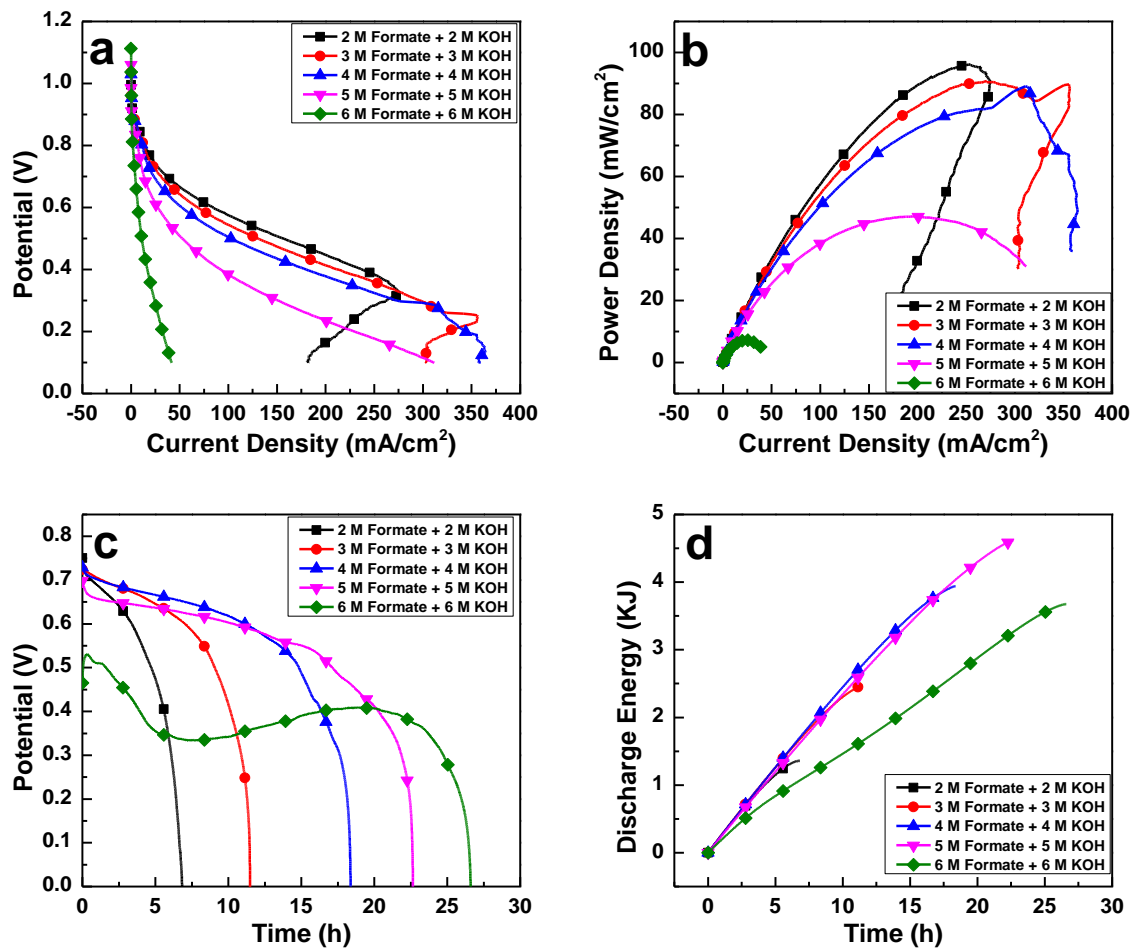 a
1.2
1.0
0.8
0.6
0.4
0.2
0.0
Potential (V)
2 M Formate + 2 M KOH
3 M Formate + 3 M KOH
4 M Formate + 4 M KOH
5 M Formate + 5 M KOH
6 M Formate + 6 M KOH
-50 0 50 100 150 200 250 300 350 400
Current Density (mA/cm²)
b
100
80
60
40
20
0
Power Density (mW/cm²)
2 M Formate + 2 M KOH
3 M Formate + 3 M KOH
4 M Formate + 4 M KOH
5 M Formate + 5 M KOH
6 M Formate + 6 M KOH
-50 0 50 100 150 200 250 300 350 400
Current Density (mA/cm²)
c
0.8
0.7
0.6
0.5
0.4
0.3
0.2
0.1
0.0
Potential (V)
2 M Formate + 2 M KOH
3 M Formate + 3 M KOH
4 M Formate + 4 M KOH
5 M Formate + 5 M KOH
6 M Formate + 6 M KOH
0 5 10 15 20 25 30
Time (h)
d
5
4
3
2
1
0
Discharge Energy (KJ)
2 M Formate + 2 M KOH
3 M Formate + 3 M KOH
4 M Formate + 4 M KOH
5 M Formate + 5 M KOH
6 M Formate + 6 M KOH
0 5 10 15 20 25 30
Time (h)